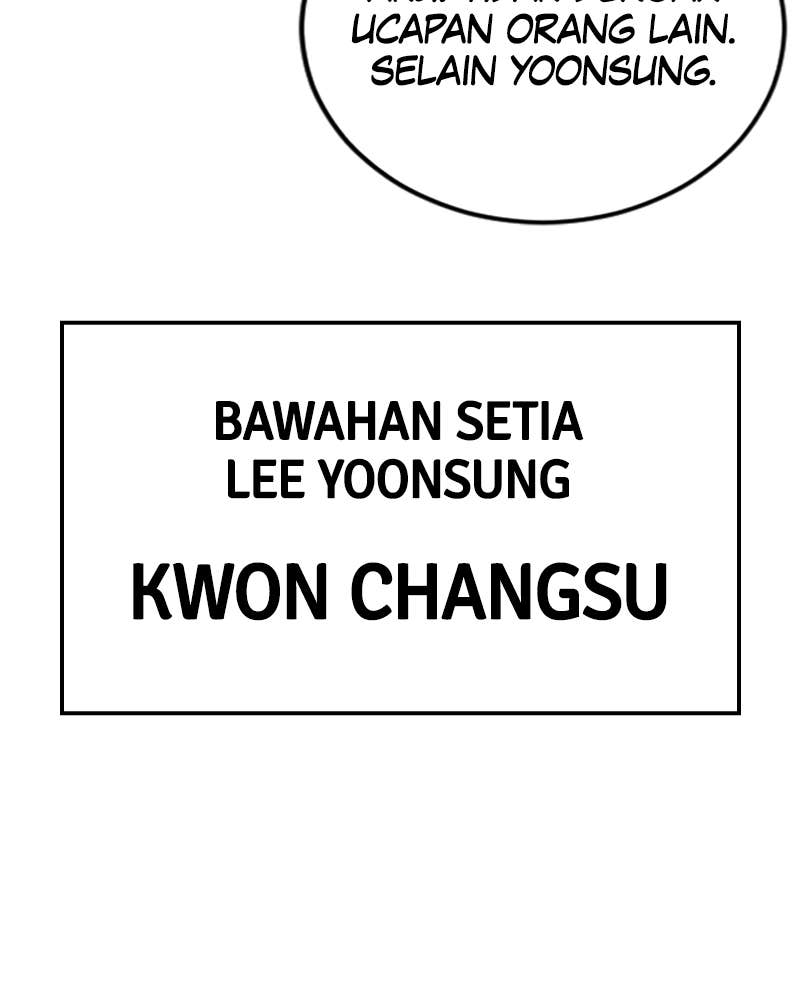 UCAPAN ORANG LAIN.
SELAIN YOONSUNG.
BAWAHAN SETIA
LEE YOONSUNG
KWON CHANGSU